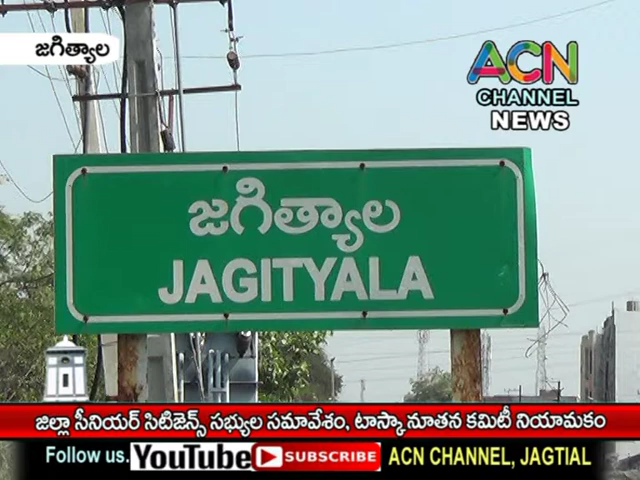 జగిత్యాల
ACN
CHANNEL
NEWS
జగిత్యాల
JAGITYALA
జిల్లా సీనియర్ సిటిజెన్స్ సభ్యుల సమావేశం, టాస్కా నూతన కమిటీ నియామకం
Follow us. YouTube SUBSCRIBE ACN CHANNEL, JAGTIAL